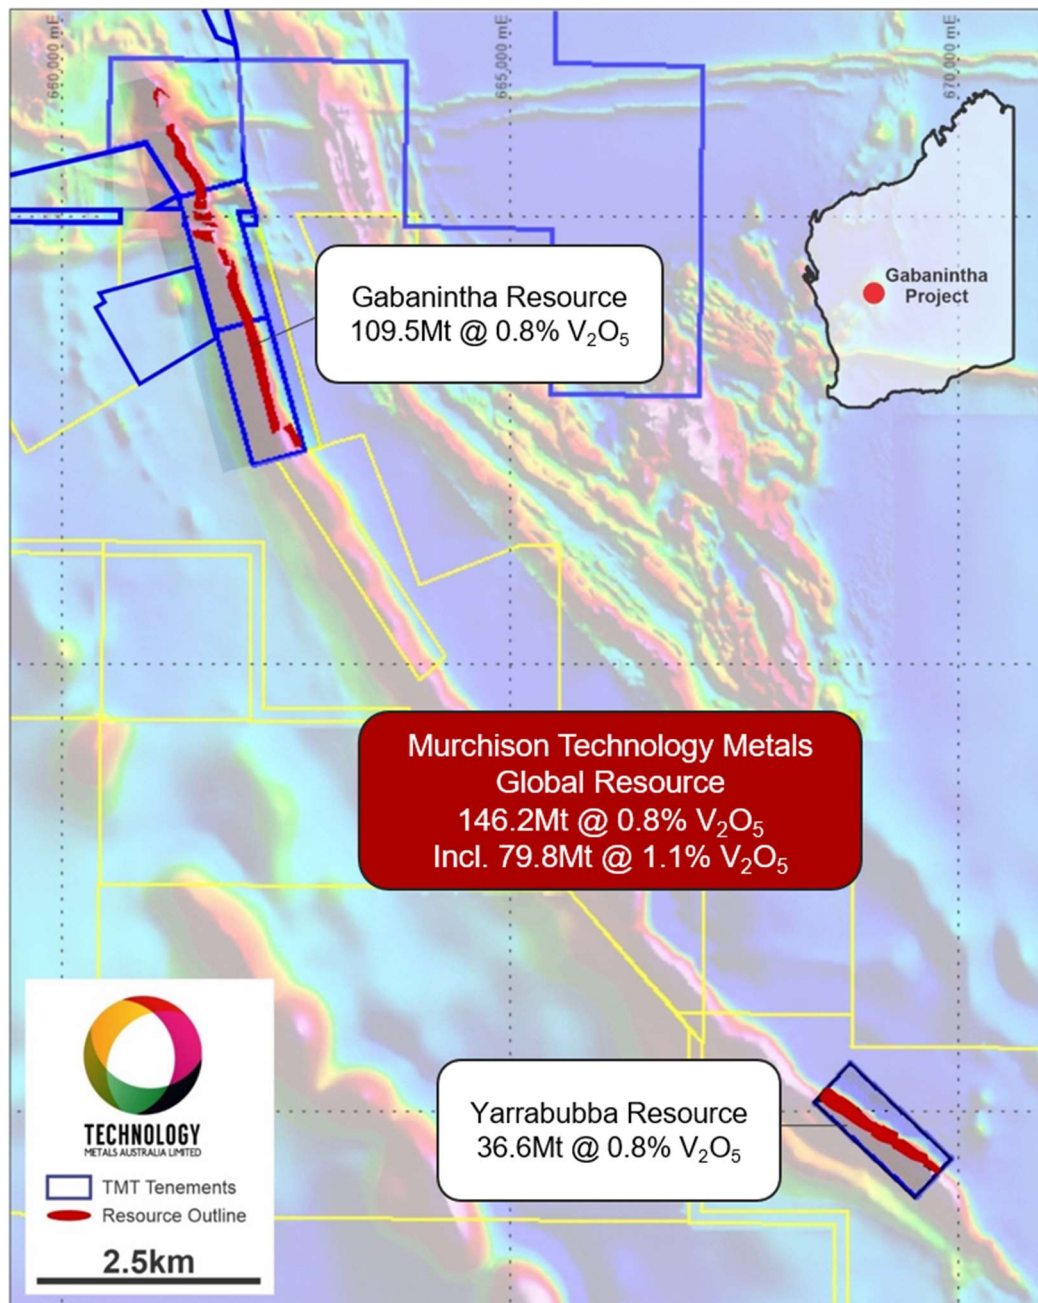 660,000 mE
665,000 mE
670,000 mE
Gabanintha
Project
Gabanintha Resource
109.5Mt @ 0.8% V₂O₅
Murchison Technology Metals
Global Resource
146.2Mt @ 0.8% V₂O₅
Incl. 79.8Mt @ 1.1% V₂O₅
Yarrabubba Resource
36.6Mt @ 0.8% V₂O₅
TECHNOLOGY
METALS AUSTRALIA LIMITED
TMT Tenements
Resource Outline
2.5km